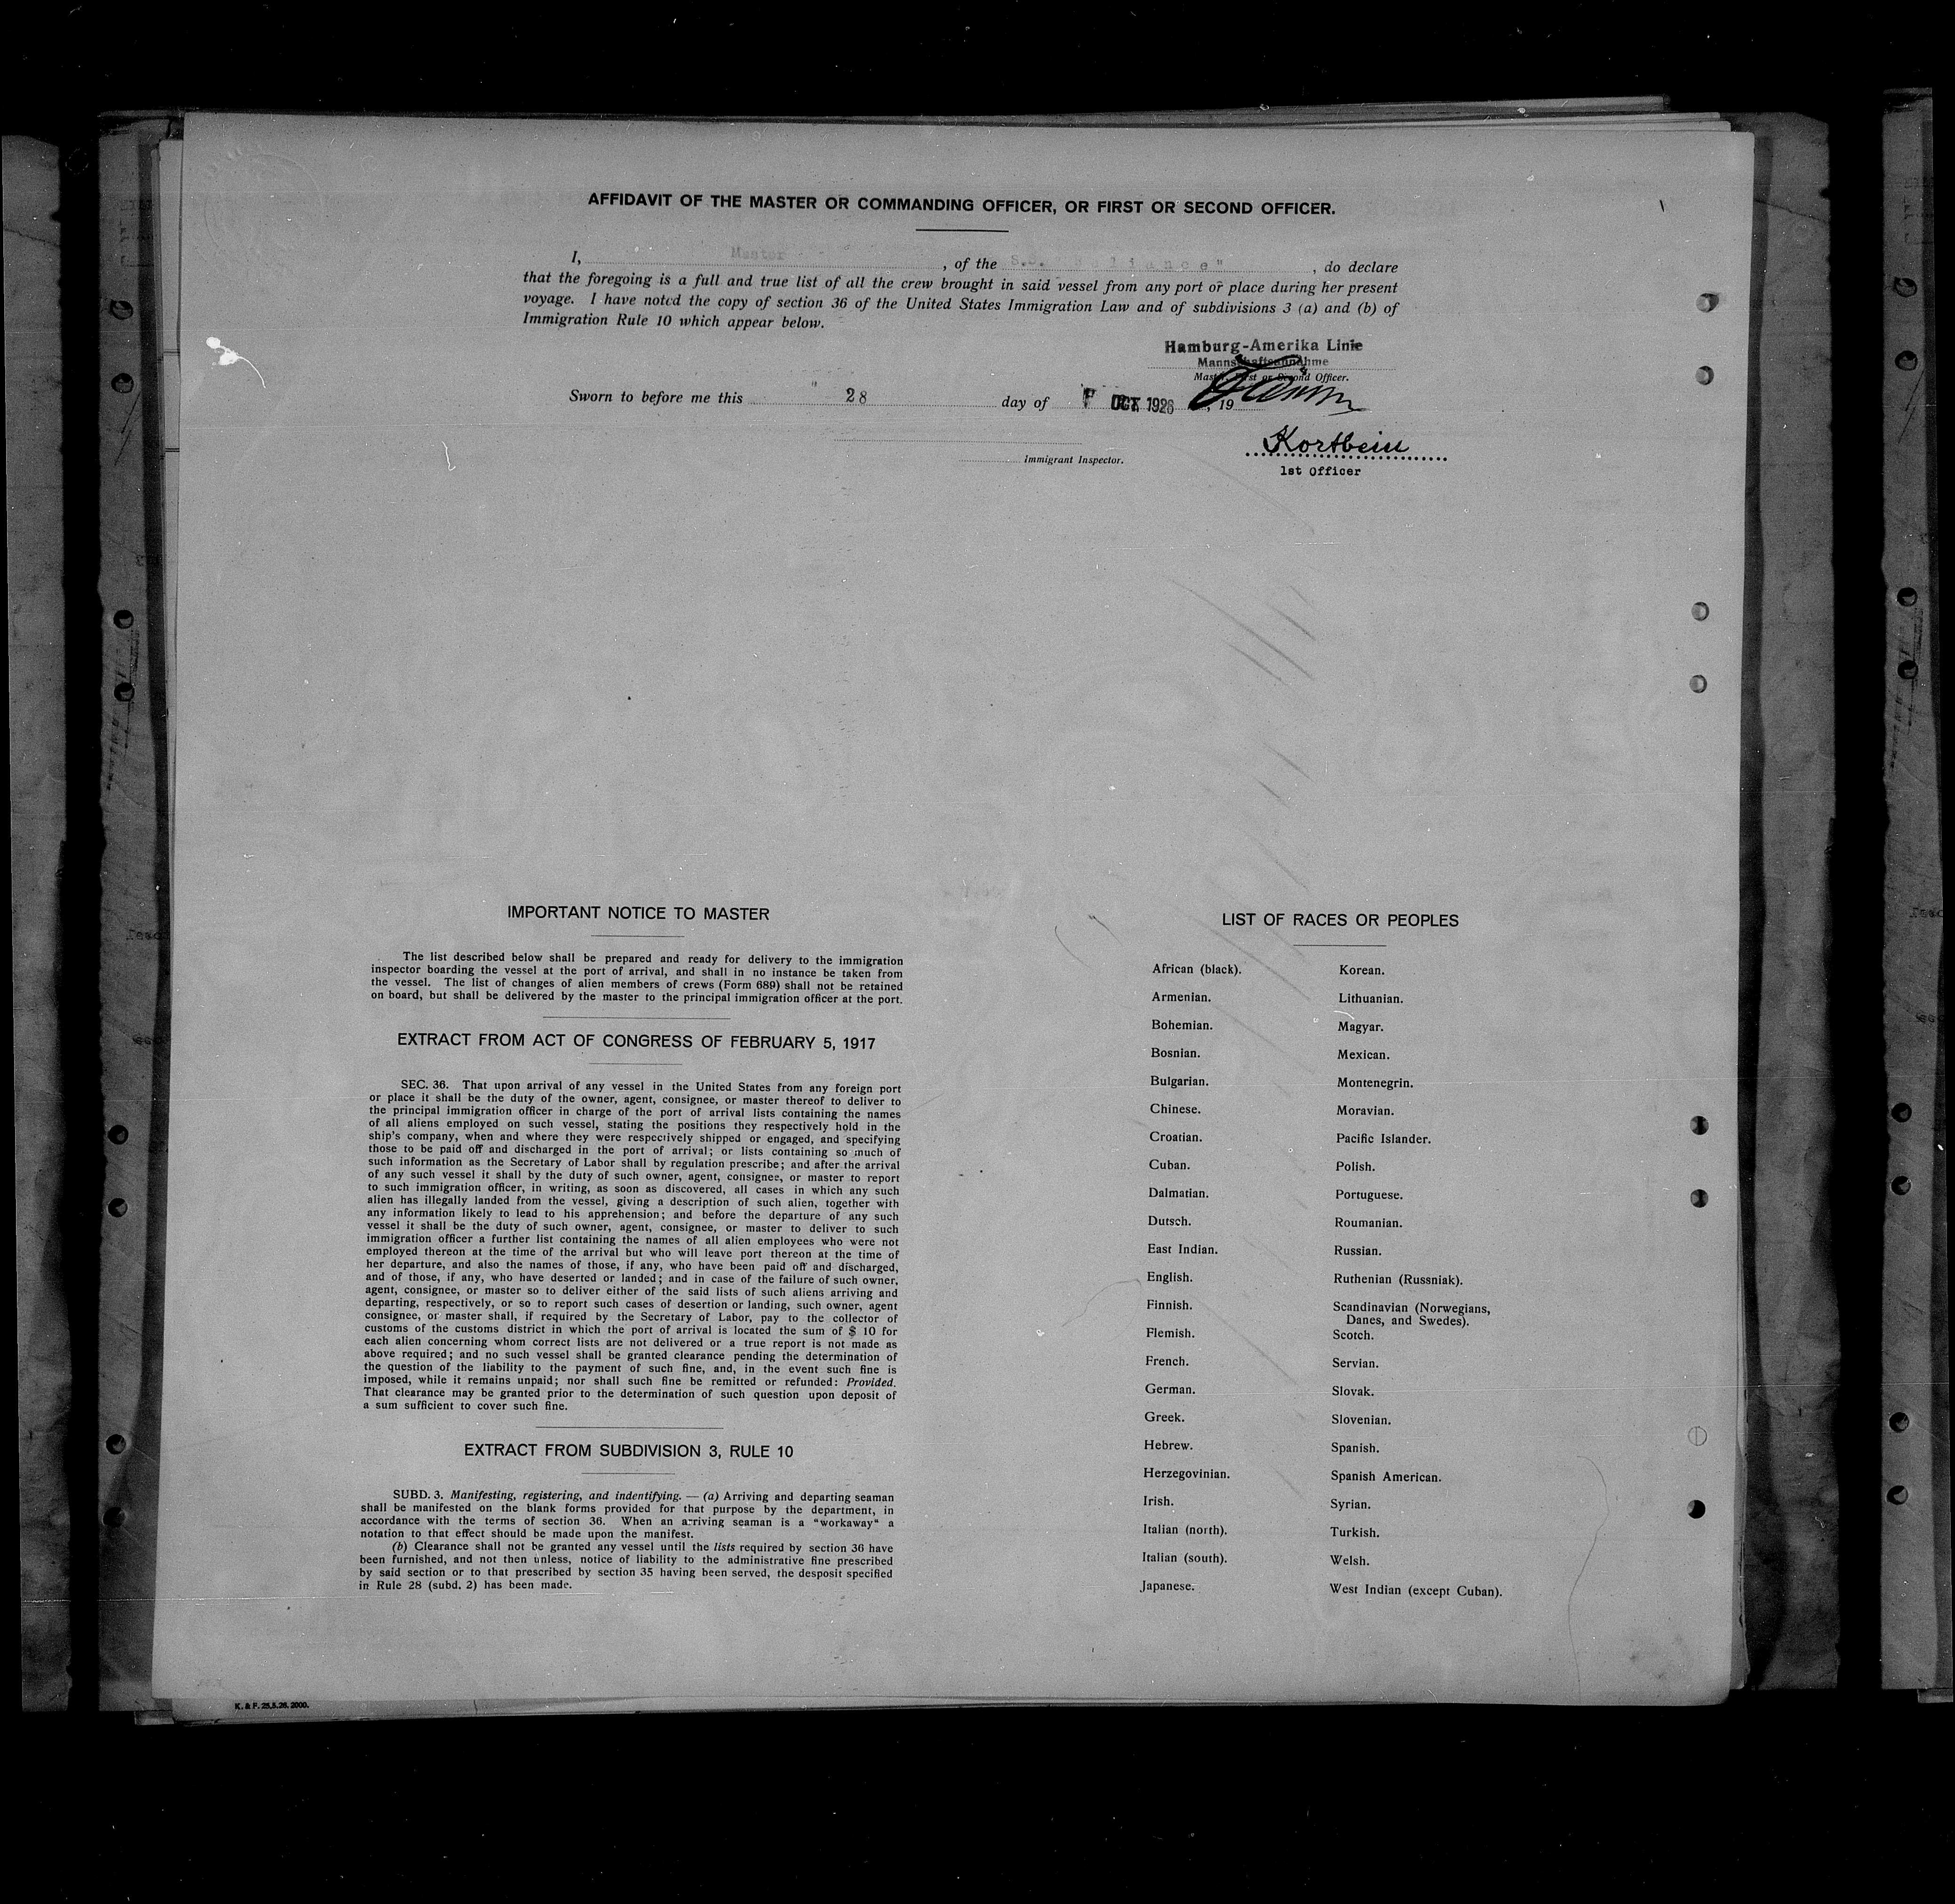 AFFIDAVIT OF THE MASTER OR COMMANDING OFFICER, OR FIRST OR SECOND OFFICER.
I, Master , of the S.S. "Reliance" , do declare
that the foregoing is a full and true list of all the crew brought in said vessel from any port or place during her present
voyage. I have noted the copy of section 36 of the United States Immigration Law and of subdivisions 3 (a) and (b) of
Immigration Rule 10 which appear below.
Hamburg-Amerika Linie
Mannschaftsannahme
Master, First or Second Officer.
Sworn to before me this 28 day of OCT. 1926 , 19
Kortbein
Immigrant Inspector.
1st Officer
IMPORTANT NOTICE TO MASTER
The list described below shall be prepared and ready for delivery to the immigration
inspector boarding the vessel at the port of arrival, and shall in no instance be taken from
the vessel. The list of changes of alien members of crews (Form 689) shall not be retained
on board, but shall be delivered by the master to the principal immigration officer at the port.
EXTRACT FROM ACT OF CONGRESS OF FEBRUARY 5, 1917
SEC. 36. That upon arrival of any vessel in the United States from any foreign port
or place it shall be the duty of the owner, agent, consignee, or master thereof to deliver to
the principal immigration officer in charge of the port of arrival lists containing the names
of all aliens employed on such vessel, stating the positions they respectively hold in the
ship's company, when and where they were respectively shipped or engaged, and specifying
those to be paid off and discharged in the port of arrival; or lists containing so much of
such information as the Secretary of Labor shall by regulation prescribe; and after the arrival
of any such vessel it shall by the duty of such owner, agent, consignee, or master to report
to such immigration officer, in writing, as soon as discovered, all cases in which any such
alien has illegally landed from the vessel, giving a description of such alien, together with
any information likely to lead to his apprehension; and before the departure of any such
vessel it shall be the duty of such owner, agent, consignee, or master to deliver to such
immigration officer a further list containing the names of all alien employees who were not
employed thereon at the time of the arrival but who will leave port thereon at the time of
her departure, and also the names of those, if any, who have been paid off and discharged,
and of those, if any, who have deserted or landed; and in case of the failure of such owner,
agent, consignee, or master so to deliver either of the said lists of such aliens arriving and
departing, respectively, or so to report such cases of desertion or landing, such owner, agent
consignee, or master shall, if required by the Secretary of Labor, pay to the collector of
customs of the customs district in which the port of arrival is located the sum of $ 10 for
each alien concerning whom correct lists are not delivered or a true report is not made as
above required; and no such vessel shall be granted clearance pending the determination of
the question of the liability to the payment of such fine, and, in the event such fine is
imposed, while it remains unpaid; nor shall such fine be remitted or refunded: Provided.
That clearance may be granted prior to the determination of such question upon deposit of
a sum sufficient to cover such fine.
EXTRACT FROM SUBDIVISION 3, RULE 10
SUBD. 3. Manifesting, registering, and indentifying. — (a) Arriving and departing seaman
shall be manifested on the blank forms provided for that purpose by the department, in
accordance with the terms of section 36. When an arriving seaman is a "workaway" a
notation to that effect should be made upon the manifest.
(b) Clearance shall not be granted any vessel until the lists required by section 36 have
been furnished, and not then unless, notice of liability to the administrative fine prescribed
by said section or to that prescribed by section 35 having been served, the desposit specified
in Rule 28 (subd. 2) has been made.
LIST OF RACES OR PEOPLES
African (black). Korean.
Armenian. Lithuanian.
Bohemian. Magyar.
Bosnian. Mexican.
Bulgarian. Montenegrin.
Chinese. Moravian.
Croatian. Pacific Islander.
Cuban. Polish.
Dalmatian. Portuguese.
Dutsch. Roumanian.
East Indian. Russian.
English. Ruthenian (Russniak).
Finnish. Scandinavian (Norwegians,
Danes, and Swedes).
Flemish. Scotch.
French. Servian.
German. Slovak.
Greek. Slovenian.
Hebrew. Spanish.
Herzegovinian. Spanish American.
Irish. Syrian.
Italian (north). Turkish.
Italian (south). Welsh.
Japanese. West Indian (except Cuban).
K. & F. 25.5.26. 2000.